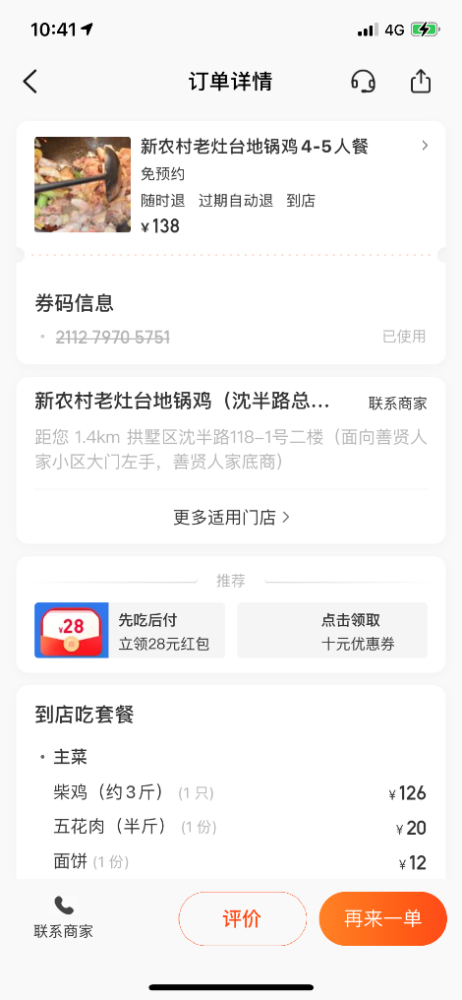 10:41
4G
订单详情
新农村老灶台地锅鸡4-5人餐
免预约
随时退 过期自动退 到店
¥138
券码信息
· 2112 7970 5751
已使用
新农村老灶台地锅鸡（沈半路总...
联系商家
距您 1.4km 拱墅区沈半路118-1号二楼（面向善贤人
家小区大门左手，善贤人家底商）
更多适用门店
推荐
¥28
先吃后付
立领28元红包
点击领取
十元优惠券
到店吃套餐
· 主菜
柴鸡（约3斤） (1 只) ¥126
五花肉（半斤） (1 份) ¥20
面饼 (1 份) ¥12
联系商家
评价
再来一单